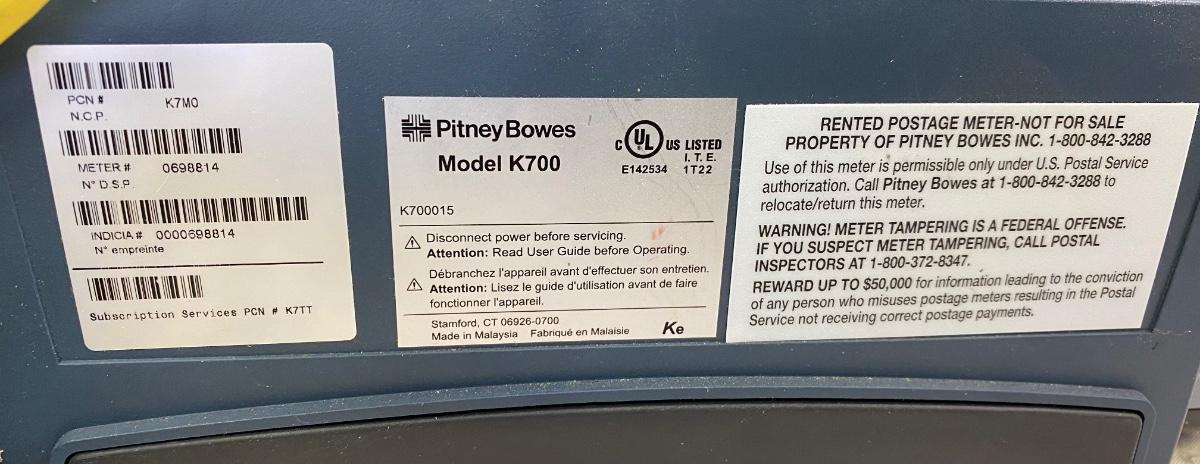 PCN # K7M0
N.C.P.
METER # 0698814
N° D.S.P.
INDICIA # 0000698814
N° empreinte
Subscription Services PCN # K7TT
PitneyBowes
Model K700
C UL US LISTED
I. T. E.
E142534 1T22
K700015
Disconnect power before servicing.
Attention: Read User Guide before Operating.
Débranchez l'appareil avant d'effectuer son entretien.
Attention: Lisez le guide d'utilisation avant de faire
fonctionner l'appareil.
Stamford, CT 06926-0700
Made in Malaysia Fabriqué en Malaisie
Ke
RENTED POSTAGE METER-NOT FOR SALE
PROPERTY OF PITNEY BOWES INC. 1-800-842-3288
Use of this meter is permissible only under U.S. Postal Service
authorization. Call Pitney Bowes at 1-800-842-3288 to
relocate/return this meter.
WARNING! METER TAMPERING IS A FEDERAL OFFENSE.
IF YOU SUSPECT METER TAMPERING, CALL POSTAL
INSPECTORS AT 1-800-372-8347.
REWARD UP TO $50,000 for information leading to the conviction
of any person who misuses postage meters resulting in the Postal
Service not receiving correct postage payments.